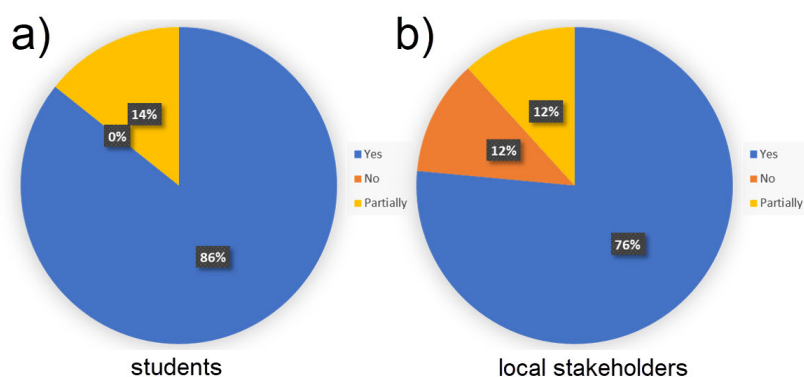 a)
14%
0%
86%
Yes
No
Partially
students
b)
12%
12%
76%
Yes
No
Partially
local stakeholders